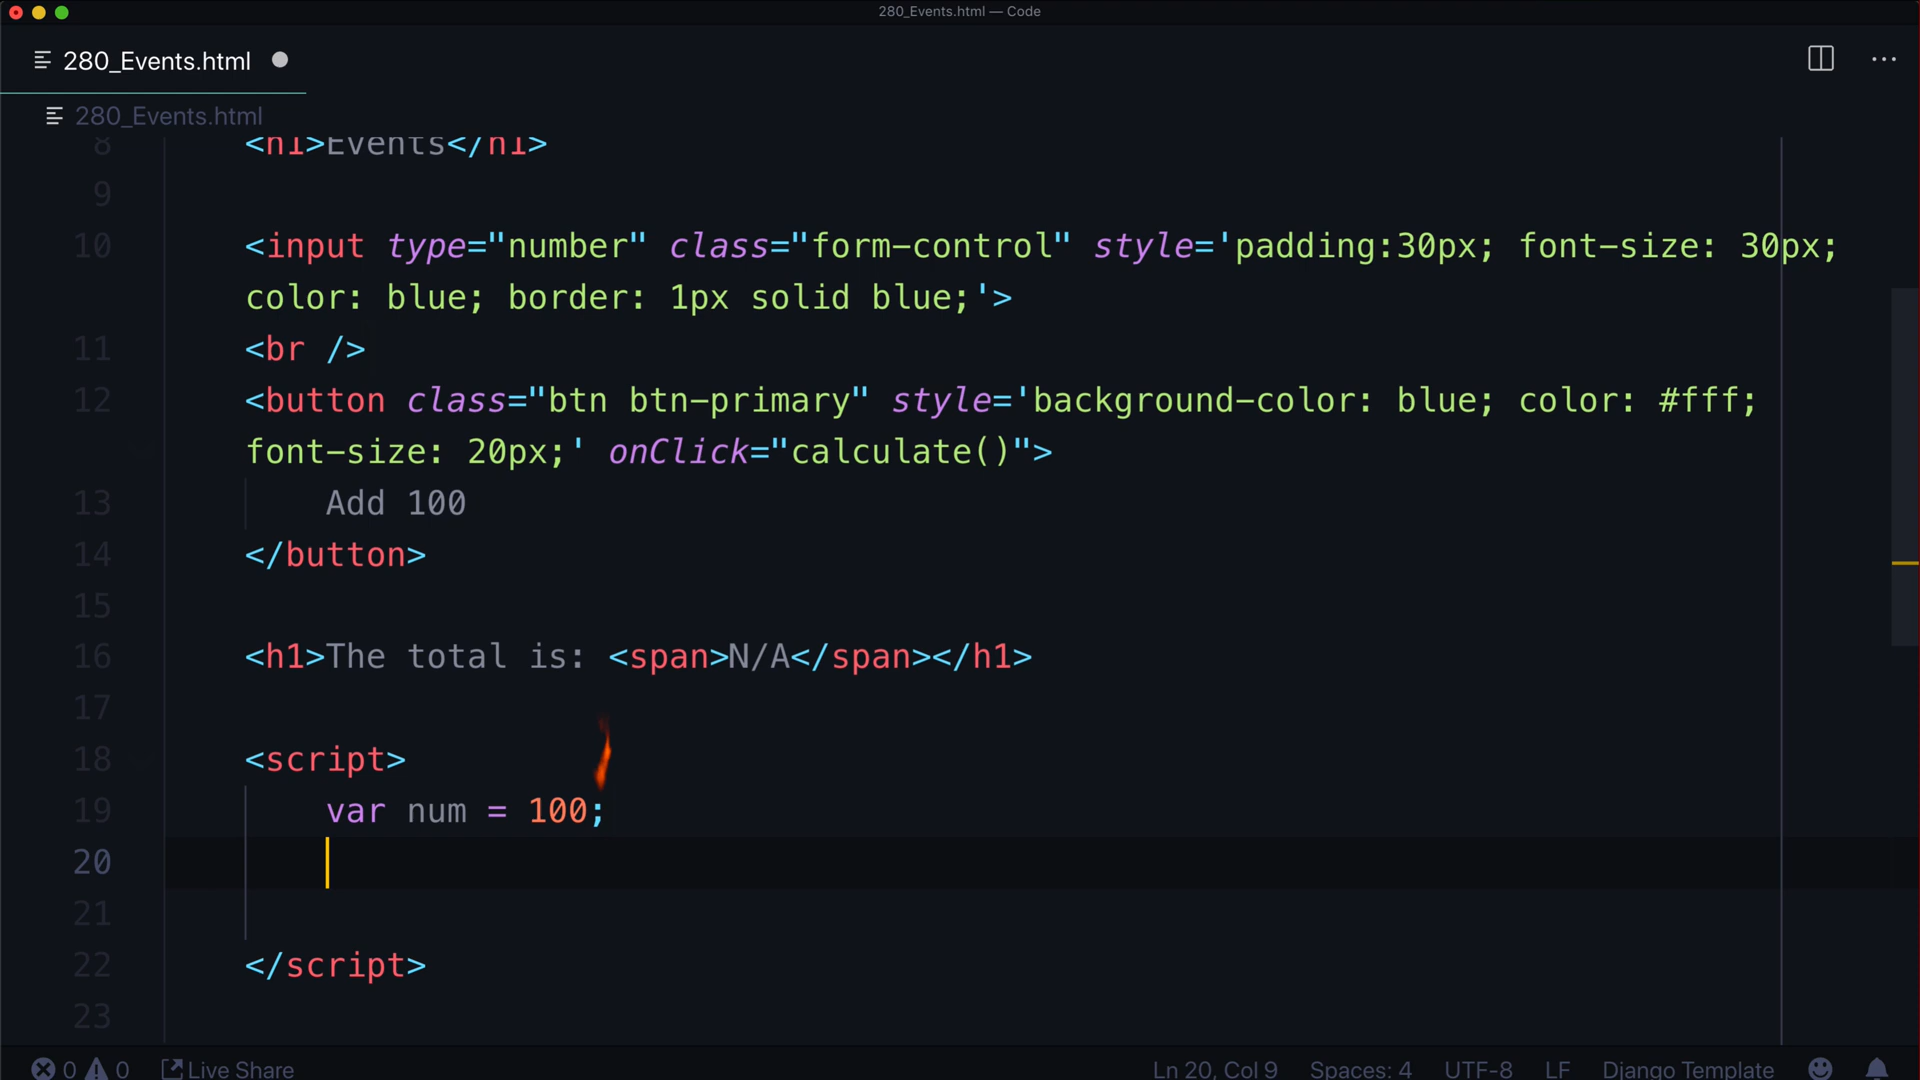 280_Events.html — Code
280_Events.html
280_Events.html
8 <h1>Events</h1>
9
10 <input type="number" class="form-control" style='padding:30px; font-size: 30px;
color: blue; border: 1px solid blue;'>
11 <br />
12 <button class="btn btn-primary" style='background-color: blue; color: #fff;
font-size: 20px;' onClick="calculate()">
13 Add 100
14 </button>
15
16 <h1>The total is: <span>N/A</span></h1>
17
18 <script>
19 var num = 100;
20
21
22 </script>
23
0 0 Live Share Ln 20, Col 9 Spaces: 4 UTF-8 LF Django Template